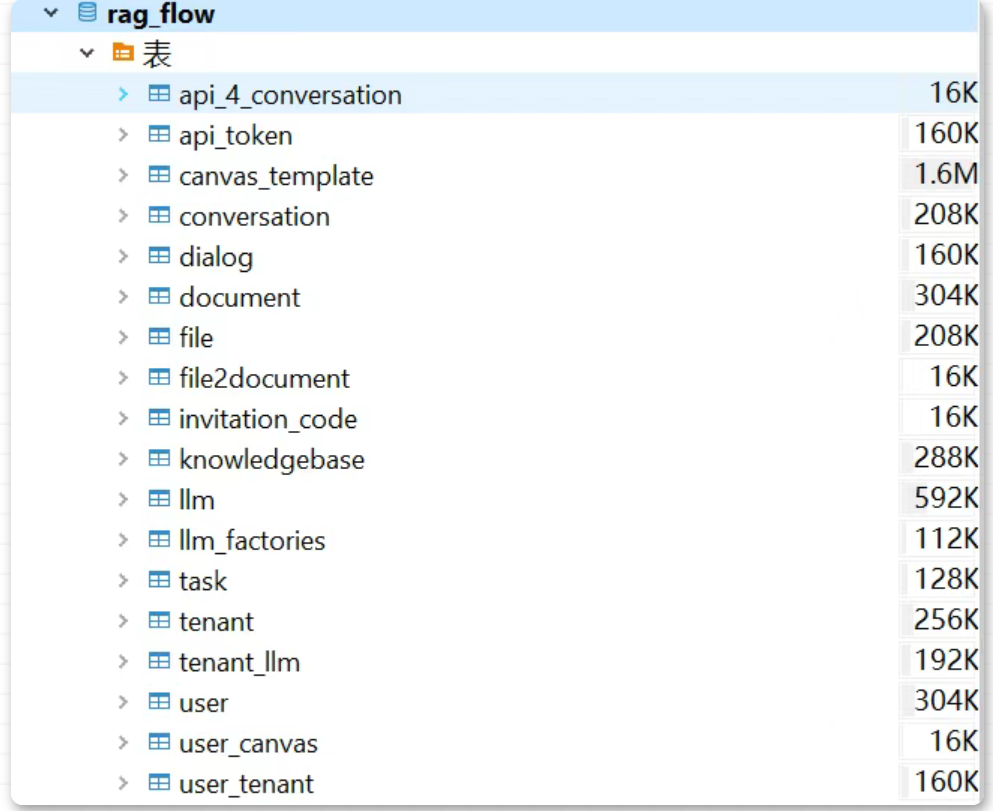 rag_flow
表
api_4_conversation 16K
api_token 160K
canvas_template 1.6M
conversation 208K
dialog 160K
document 304K
file 208K
file2document 16K
invitation_code 16K
knowledgebase 288K
llm 592K
llm_factories 112K
task 128K
tenant 256K
tenant_llm 192K
user 304K
user_canvas 16K
user_tenant 160K